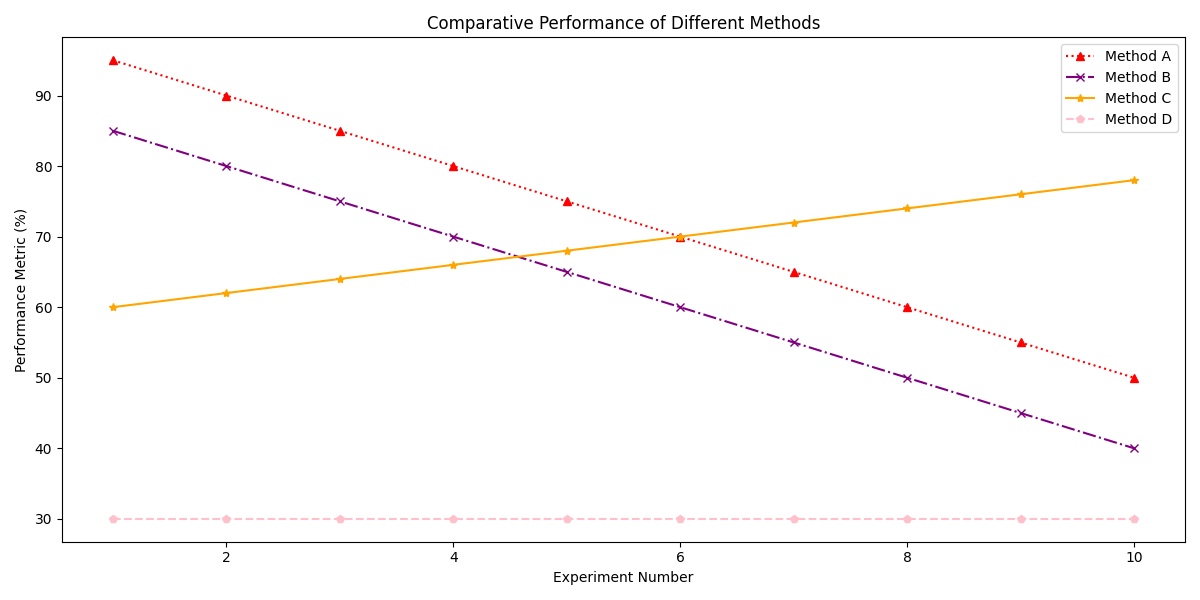 Comparative Performance of Different Methods
Method A
Method B
Method C
Method D
Performance Metric (%)
90
80
70
60
50
40
30
2
4
6
8
10
Experiment Number